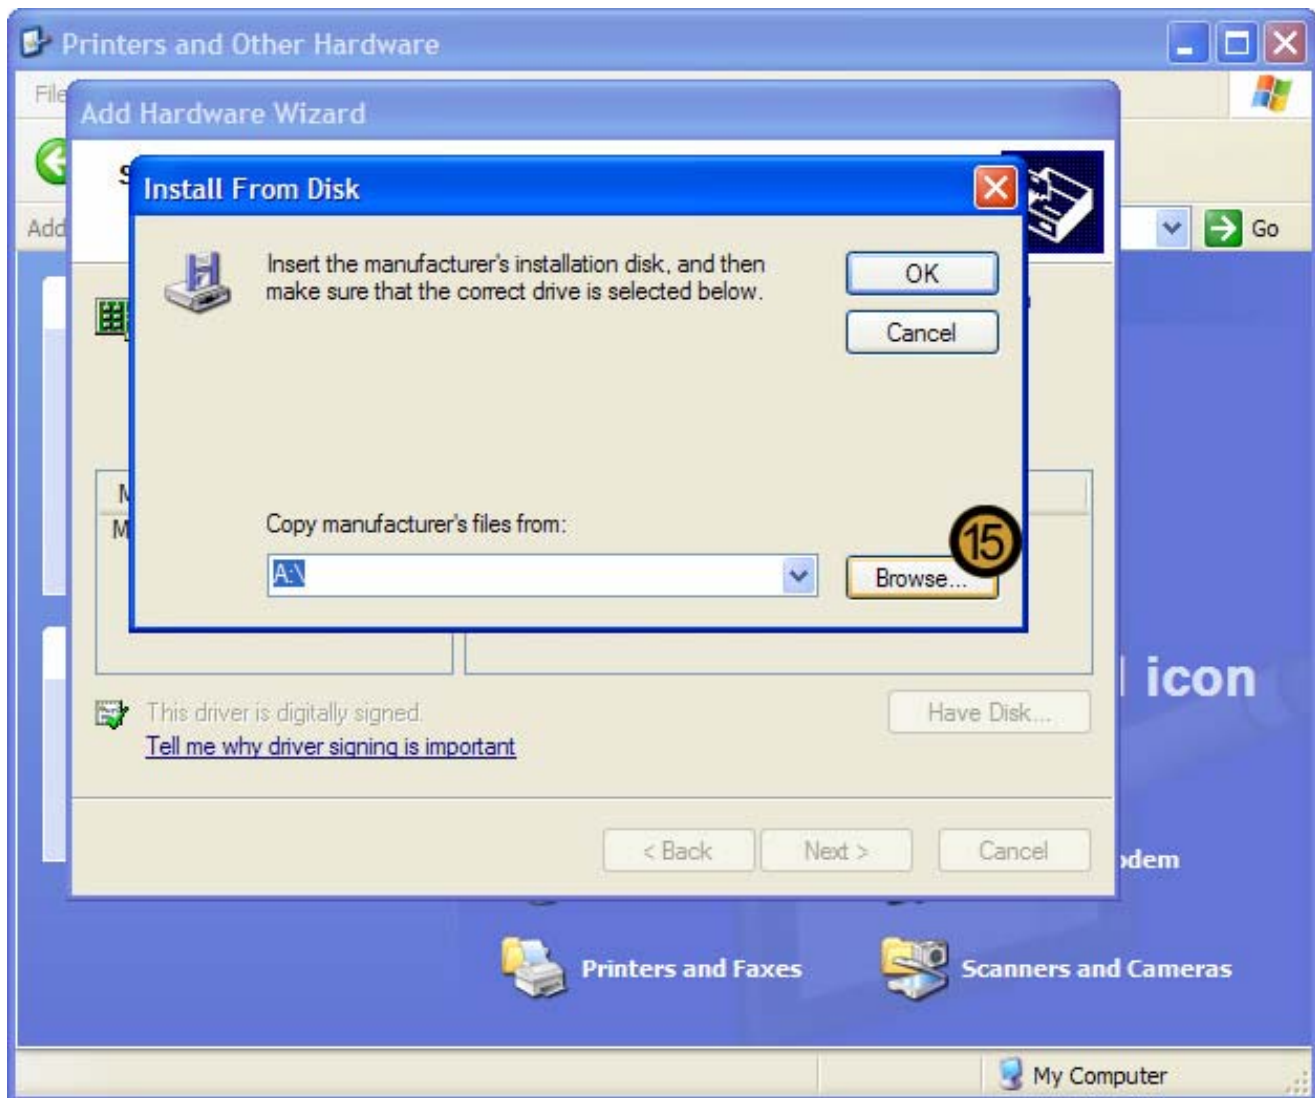 Printers and Other Hardware
File
Add Hardware Wizard
S
Install From Disk
Add
Go
Insert the manufacturer's installation disk, and then
make sure that the correct drive is selected below.
OK
Cancel
M
M
Copy manufacturer's files from:
15
A:\
Browse...
icon
This driver is digitally signed.
Have Disk...
Tell me why driver signing is important
< Back
Next >
Cancel
odem
Printers and Faxes
Scanners and Cameras
My Computer